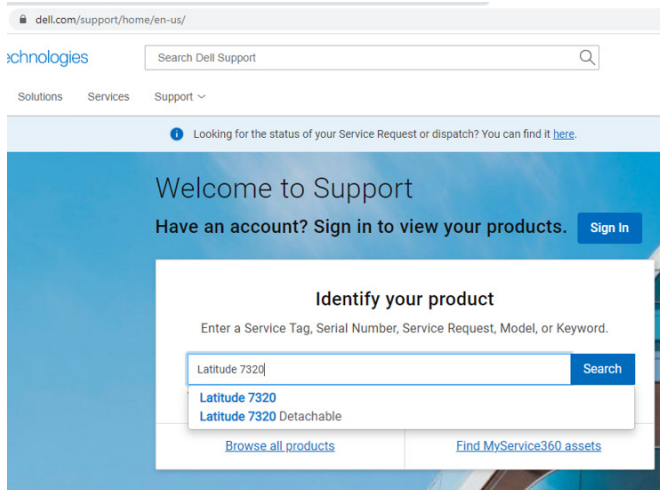 dell.com/support/home/en-us/
echnologies
Search Dell Support
Solutions Services Support
Looking for the status of your Service Request or dispatch? You can find it here.
Welcome to Support
Have an account? Sign in to view your products. Sign In
Identify your product
Enter a Service Tag, Serial Number, Service Request, Model, or Keyword.
Latitude 7320 Search
Latitude 7320
Latitude 7320 Detachable
Browse all products Find MyService360 assets